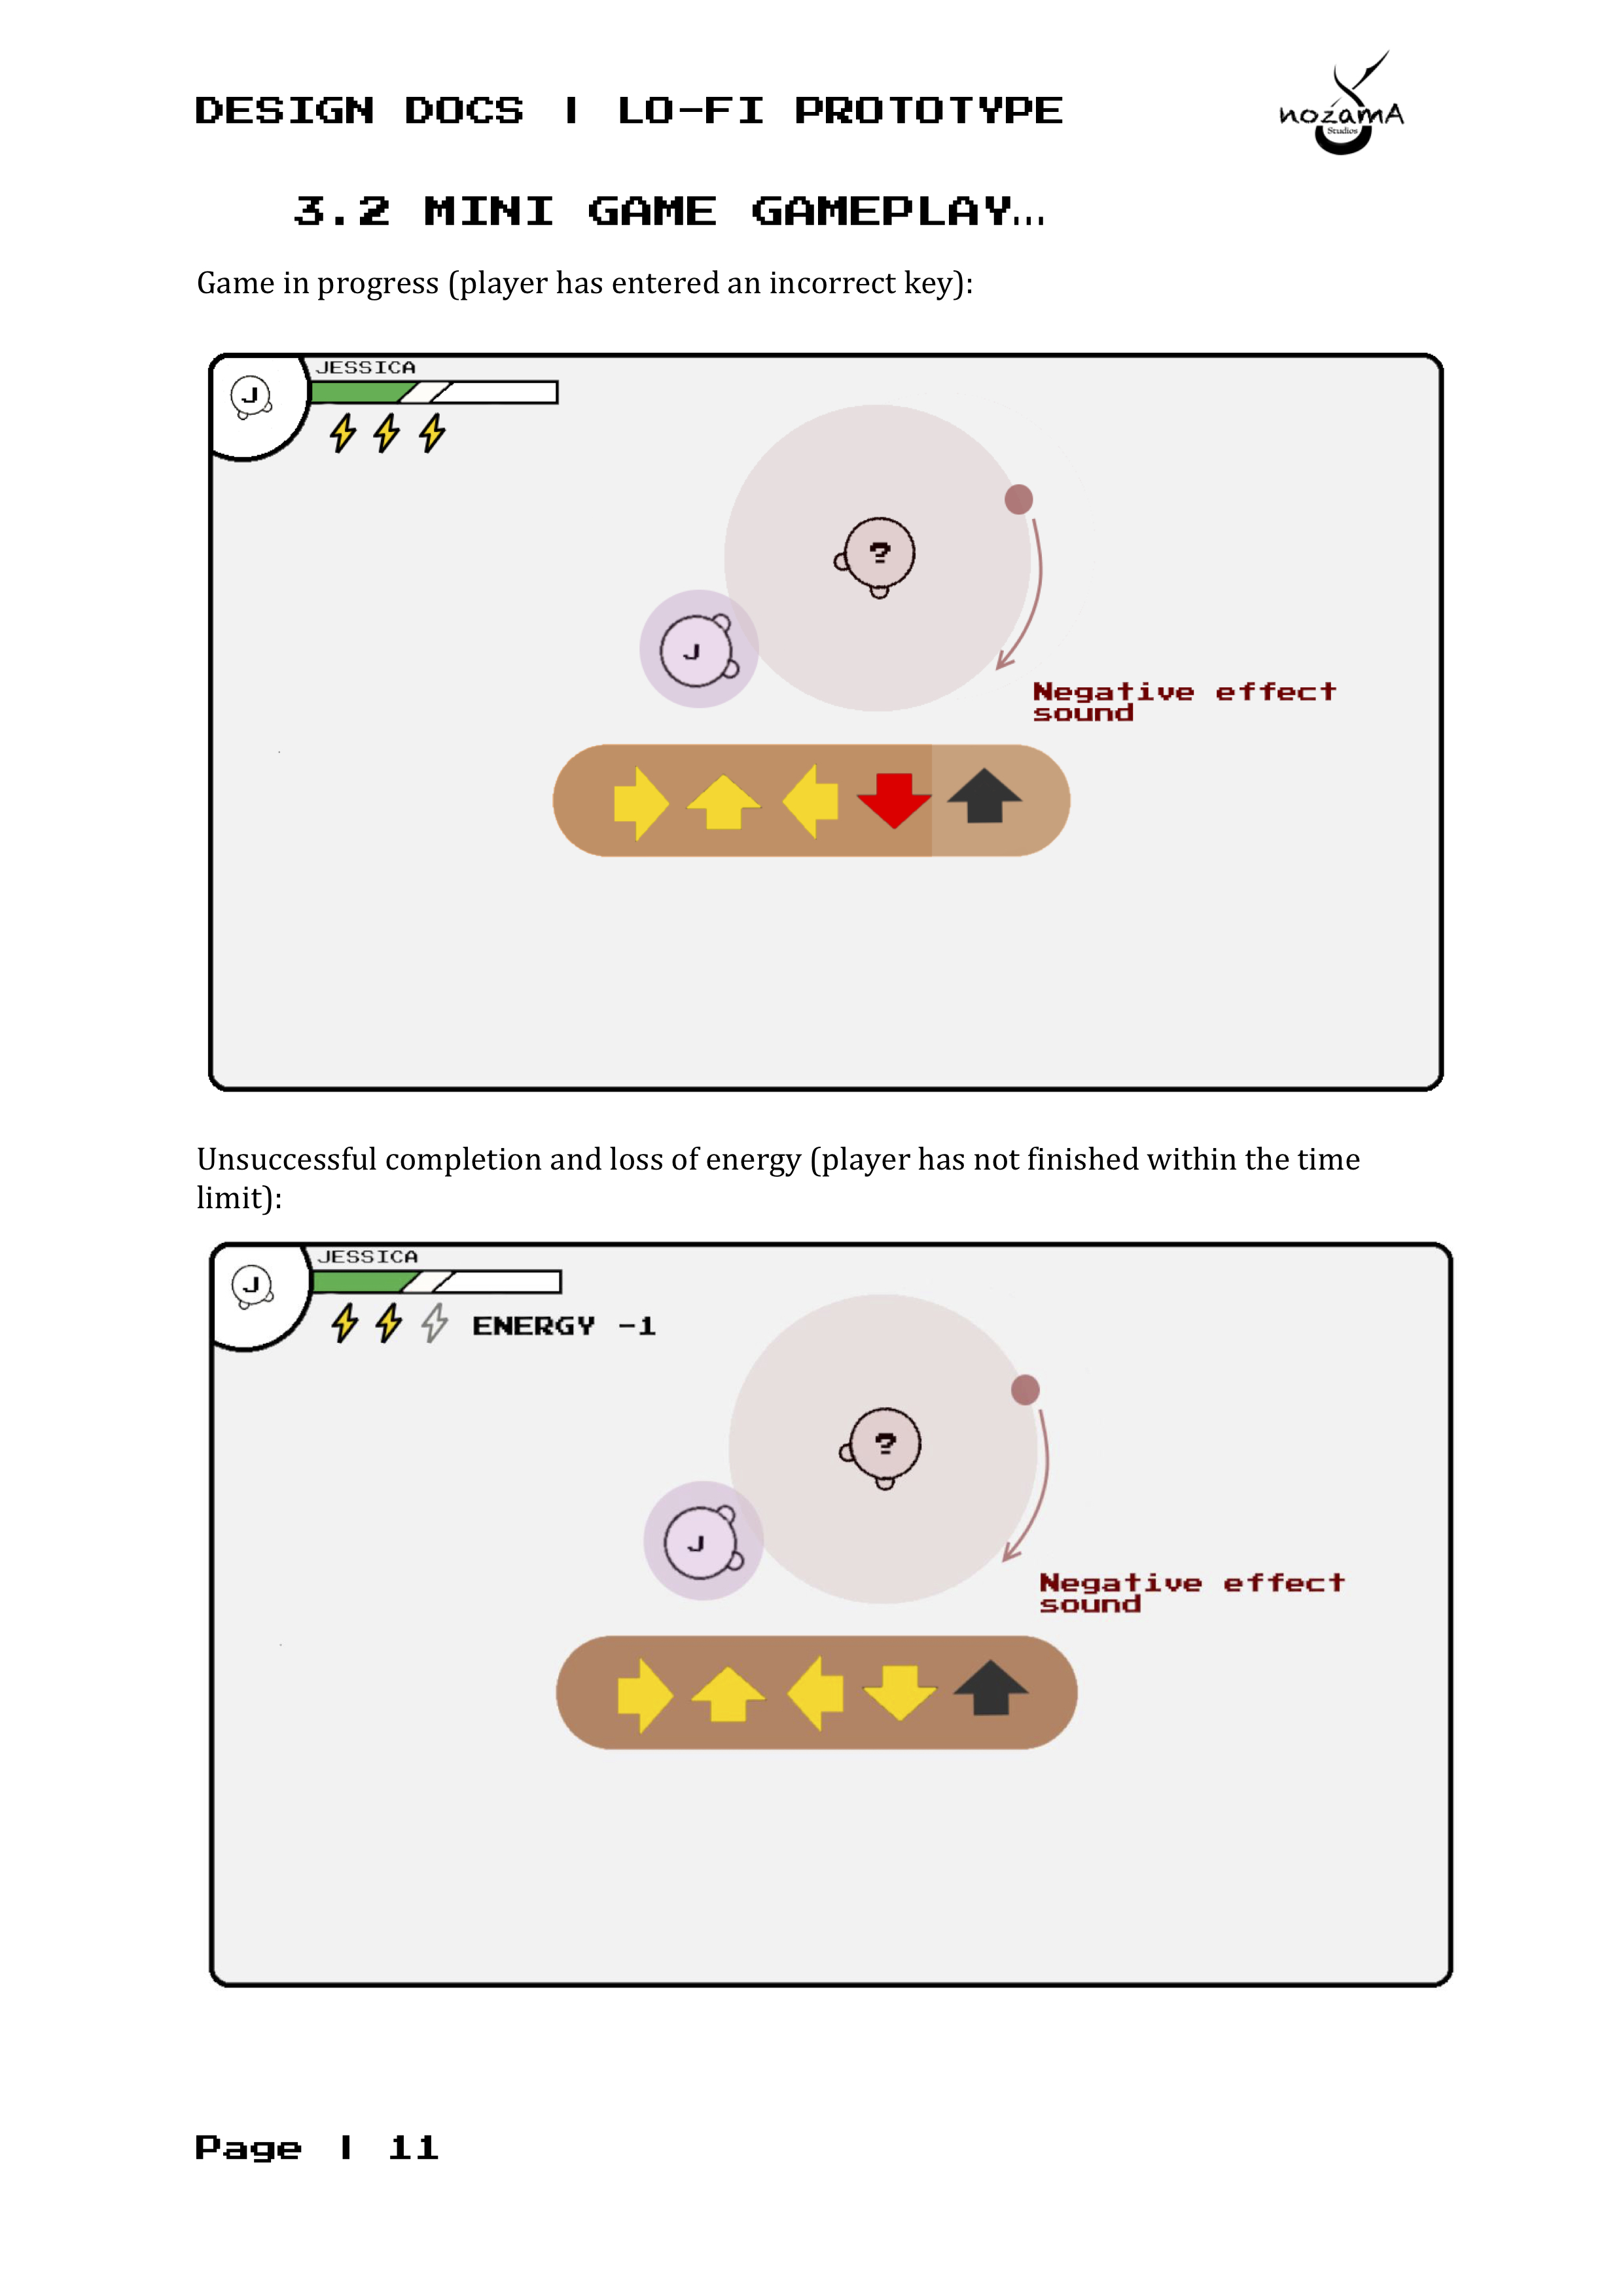 DESIGN DOCS | LO-FI PROTOTYPE
nozamA
Studios
3.2 MINI GAME GAMEPLAY...
Game in progress (player has entered an incorrect key):
JESSICA
J
?
J
Negative effect
sound
Unsuccessful completion and loss of energy (player has not finished within the time
limit):
JESSICA
J
ENERGY -1
?
J
Negative effect
sound
Page | 11